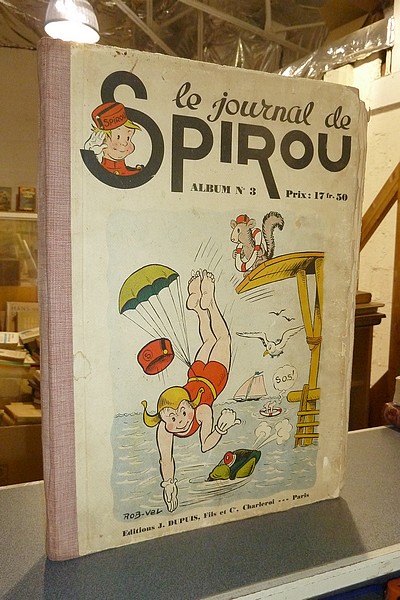 le journal de
SPIROU
SPIROU
ALBUM N° 3
Prix : 17 fr. 50
S.O.S!
ROB-VEL
Editions J. DUPUIS, Fils et Cie. Charleroi --- Paris